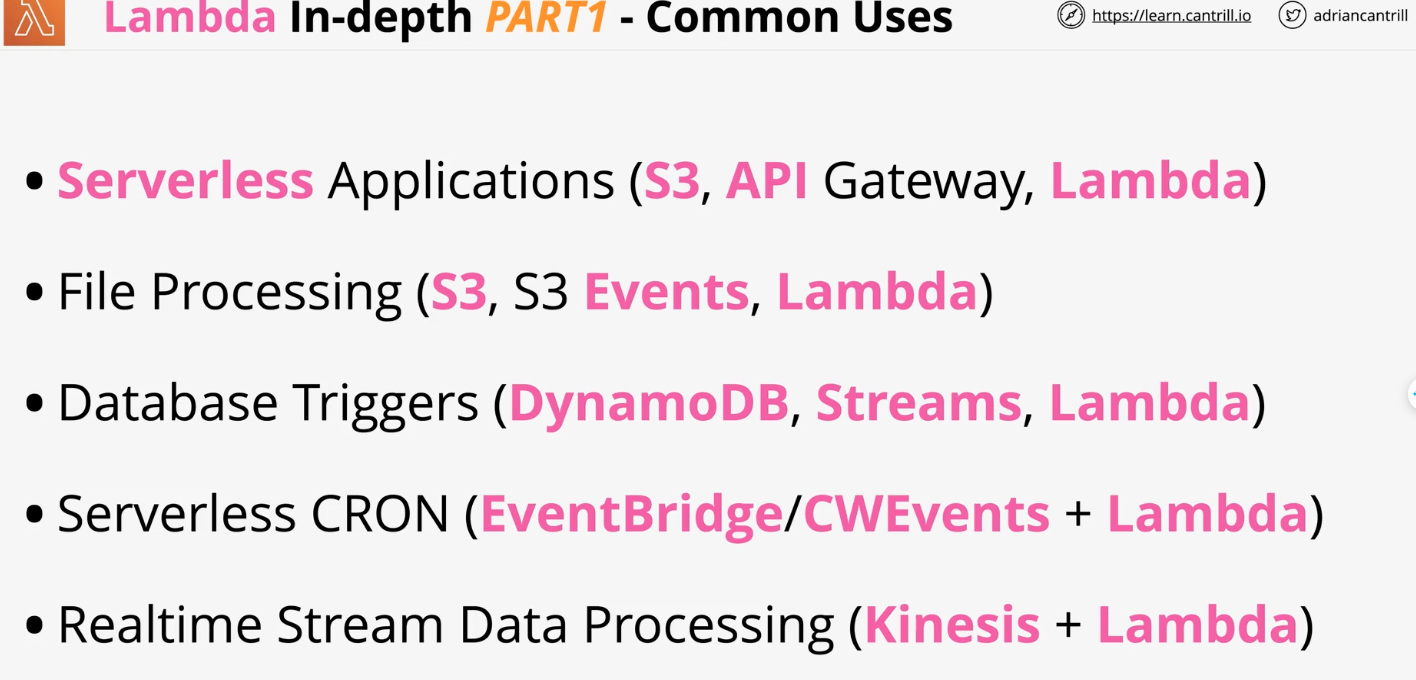 Lambda In-depth PART1 - Common Uses
https://learn.cantrill.io
adriancantrill
• Serverless Applications (S3, API Gateway, Lambda)
• File Processing (S3, S3 Events, Lambda)
• Database Triggers (DynamoDB, Streams, Lambda)
• Serverless CRON (EventBridge/CWEvents + Lambda)
• Realtime Stream Data Processing (Kinesis + Lambda)